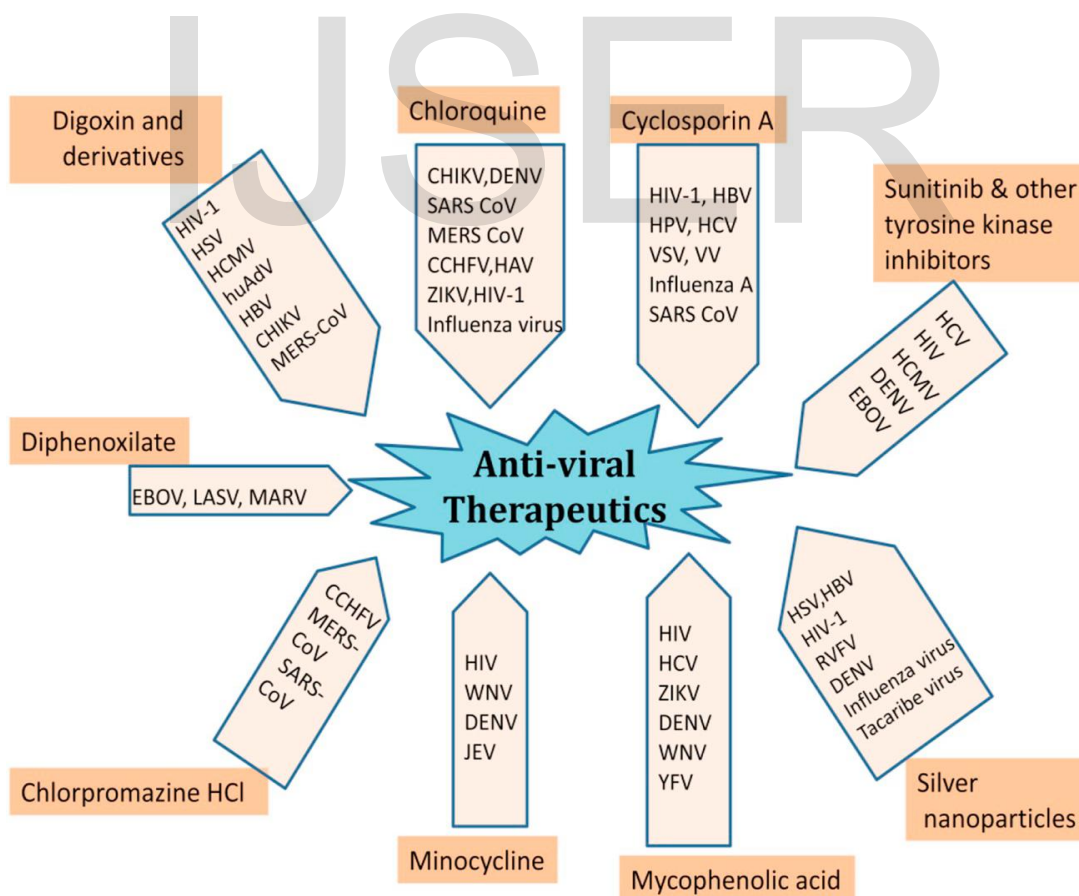 IJSER
Digoxin and
derivatives
HIV-1
HSV
HCMV
huAdV
HBV
CHIKV
MERS-CoV
Chloroquine
CHIKV,DENV
SARS CoV
MERS CoV
CCHFV,HAV
ZIKV,HIV-1
Influenza virus
Cyclosporin A
HIV-1, HBV
HPV, HCV
VSV, VV
Influenza A
SARS CoV
Sunitinib & other
tyrosine kinase
inhibitors
HCV
HIV
HCMV
DENV
EBOV
Diphenoxilate
EBOV, LASV, MARV
Anti-viral
Therapeutics
CCHFV
MERS-
CoV
SARS-
CoV
Chlorpromazine HCl
HIV
WNV
DENV
JEV
Minocycline
HIV
HCV
ZIKV
DENV
WNV
YFV
Mycophenolic acid
HSV,HBV
HIV-1
RVFV
DENV
Influenza virus
Tacaribe virus
Silver
nanoparticles